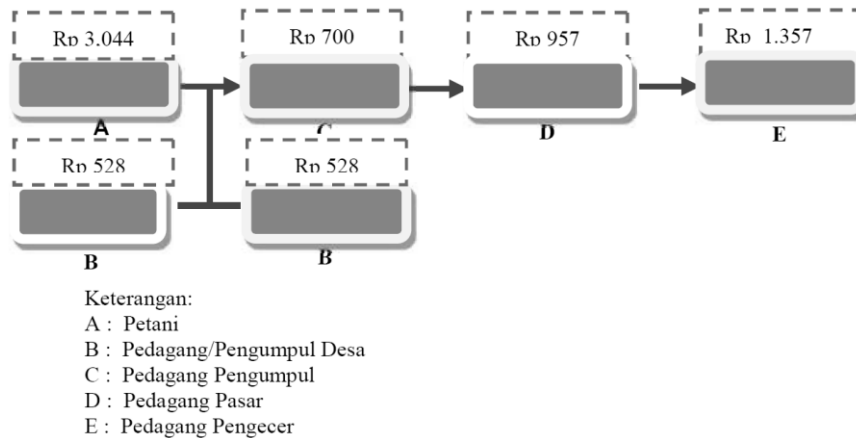 Rp 3.044 Rp 700 Rp 957 Rp 1.357
A C D E
Rp 528 Rp 528
B B
Keterangan:
A : Petani
B : Pedagang/Pengumpul Desa
C : Pedagang Pengumpul
D : Pedagang Pasar
E : Pedagang Pengecer